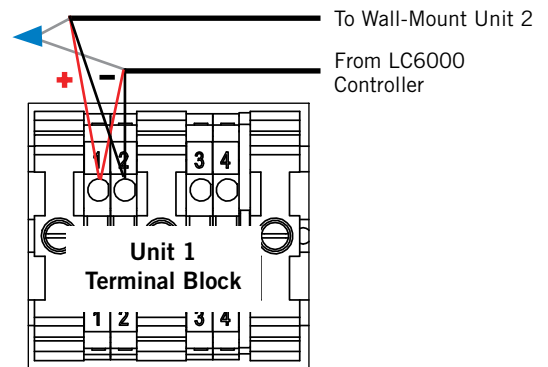 To Wall-Mount Unit 2
From LC6000
Controller
+ -
1 2 3 4
Unit 1
Terminal Block
1 2 3 4